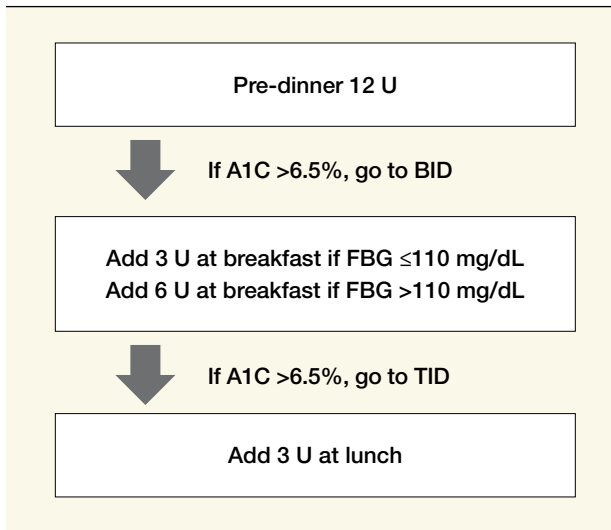 Pre-dinner 12 U
If A1C >6.5%, go to BID
Add 3 U at breakfast if FBG ≤110 mg/dL
Add 6 U at breakfast if FBG >110 mg/dL
If A1C >6.5%, go to TID
Add 3 U at lunch